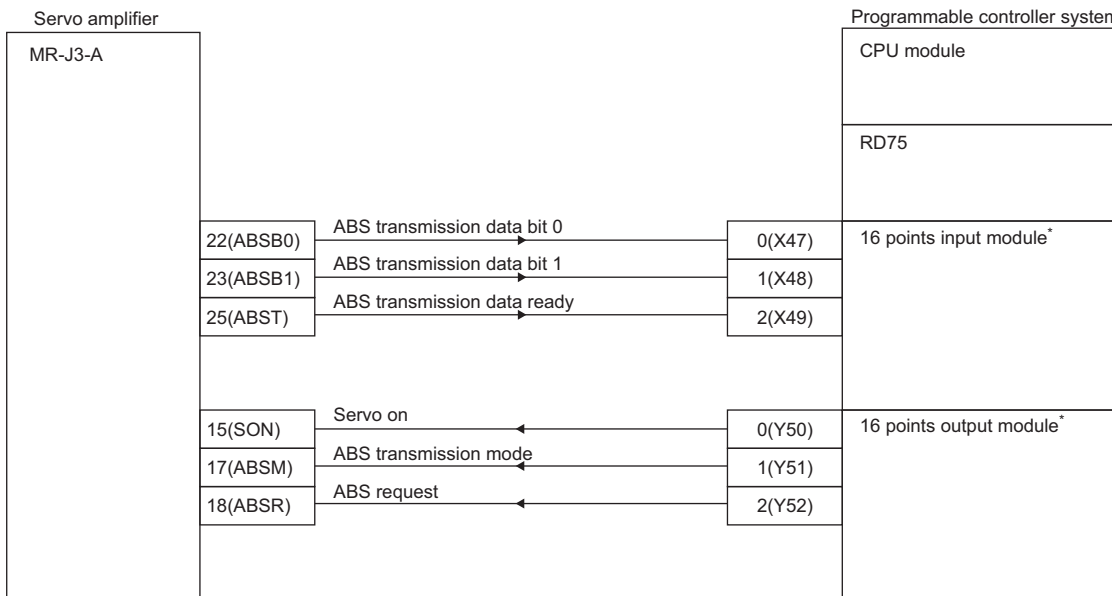 Servo amplifier
Programmable controller system
MR-J3-A
CPU module
RD75
22(ABSB0)
ABS transmission data bit 0
0(X47)
16 points input module*
23(ABSB1)
ABS transmission data bit 1
1(X48)
25(ABST)
ABS transmission data ready
2(X49)
15(SON)
Servo on
0(Y50)
16 points output module*
17(ABSM)
ABS transmission mode
1(Y51)
18(ABSR)
ABS request
2(Y52)